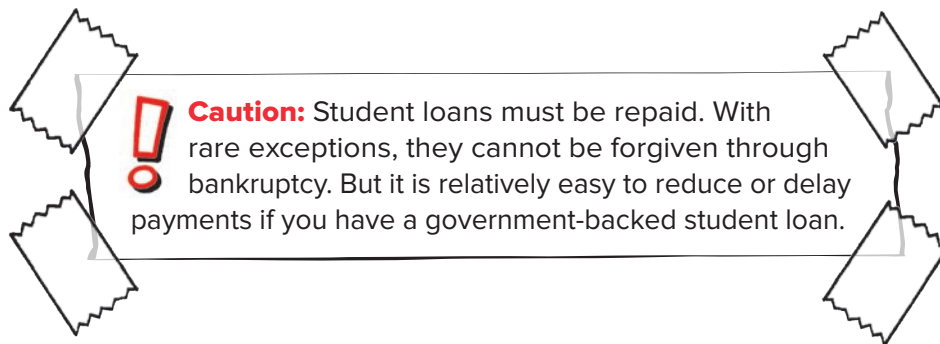 Caution: Student loans must be repaid. With
rare exceptions, they cannot be forgiven through
bankruptcy. But it is relatively easy to reduce or delay
payments if you have a government-backed student loan.